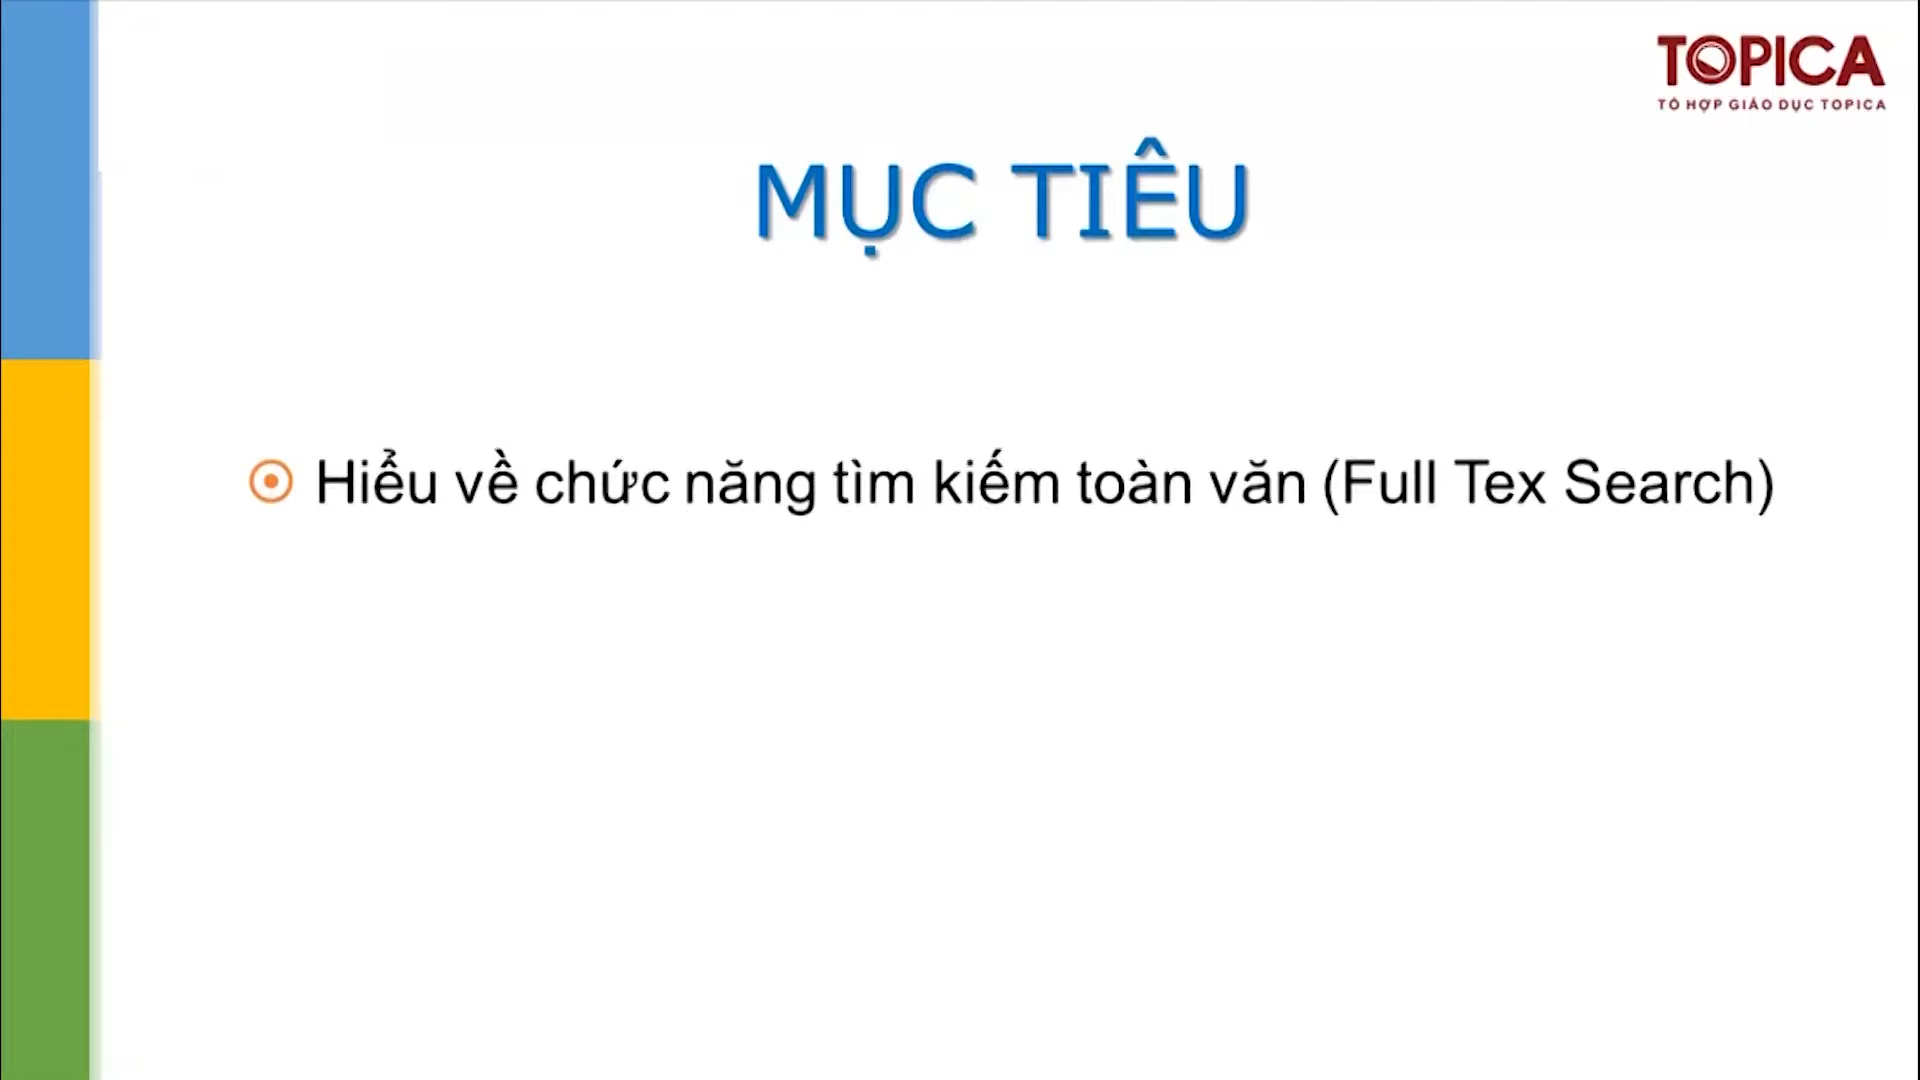 TOPICA
TỔ HỢP GIÁO DỤC TOPICA
MỤC TIÊU
Hiểu về chức năng tìm kiếm toàn văn (Full Tex Search)